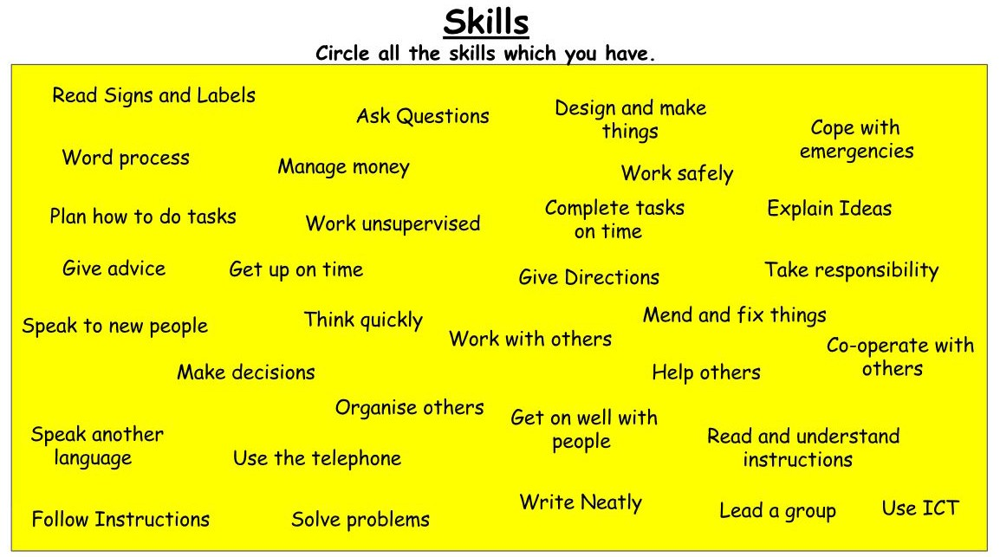 Skills
Circle all the skills which you have.
Read Signs and Labels
Ask Questions
Design and make
things
Cope with
emergencies
Word process
Manage money
Work safely
Plan how to do tasks
Work unsupervised
Complete tasks
on time
Explain Ideas
Give advice
Get up on time
Give Directions
Take responsibility
Speak to new people
Think quickly
Work with others
Mend and fix things
Co-operate with
others
Make decisions
Help others
Organise others
Get on well with
people
Speak another
language
Use the telephone
Read and understand
instructions
Follow Instructions
Solve problems
Write Neatly
Lead a group
Use ICT